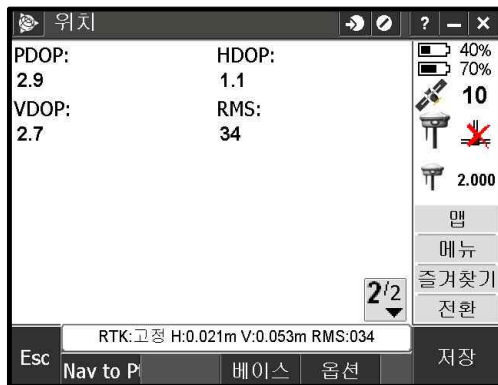 위치
? – ×
PDOP:
HDOP:
40%
2.9
1.1
70%
VDOP:
RMS:
10
2.7
34
2.000
맵
메뉴
즐겨찾기
2/2
전환
RTK:고정 H:0.021m V:0.053m RMS:034
Esc
Nav to P
베이스
옵션
저장